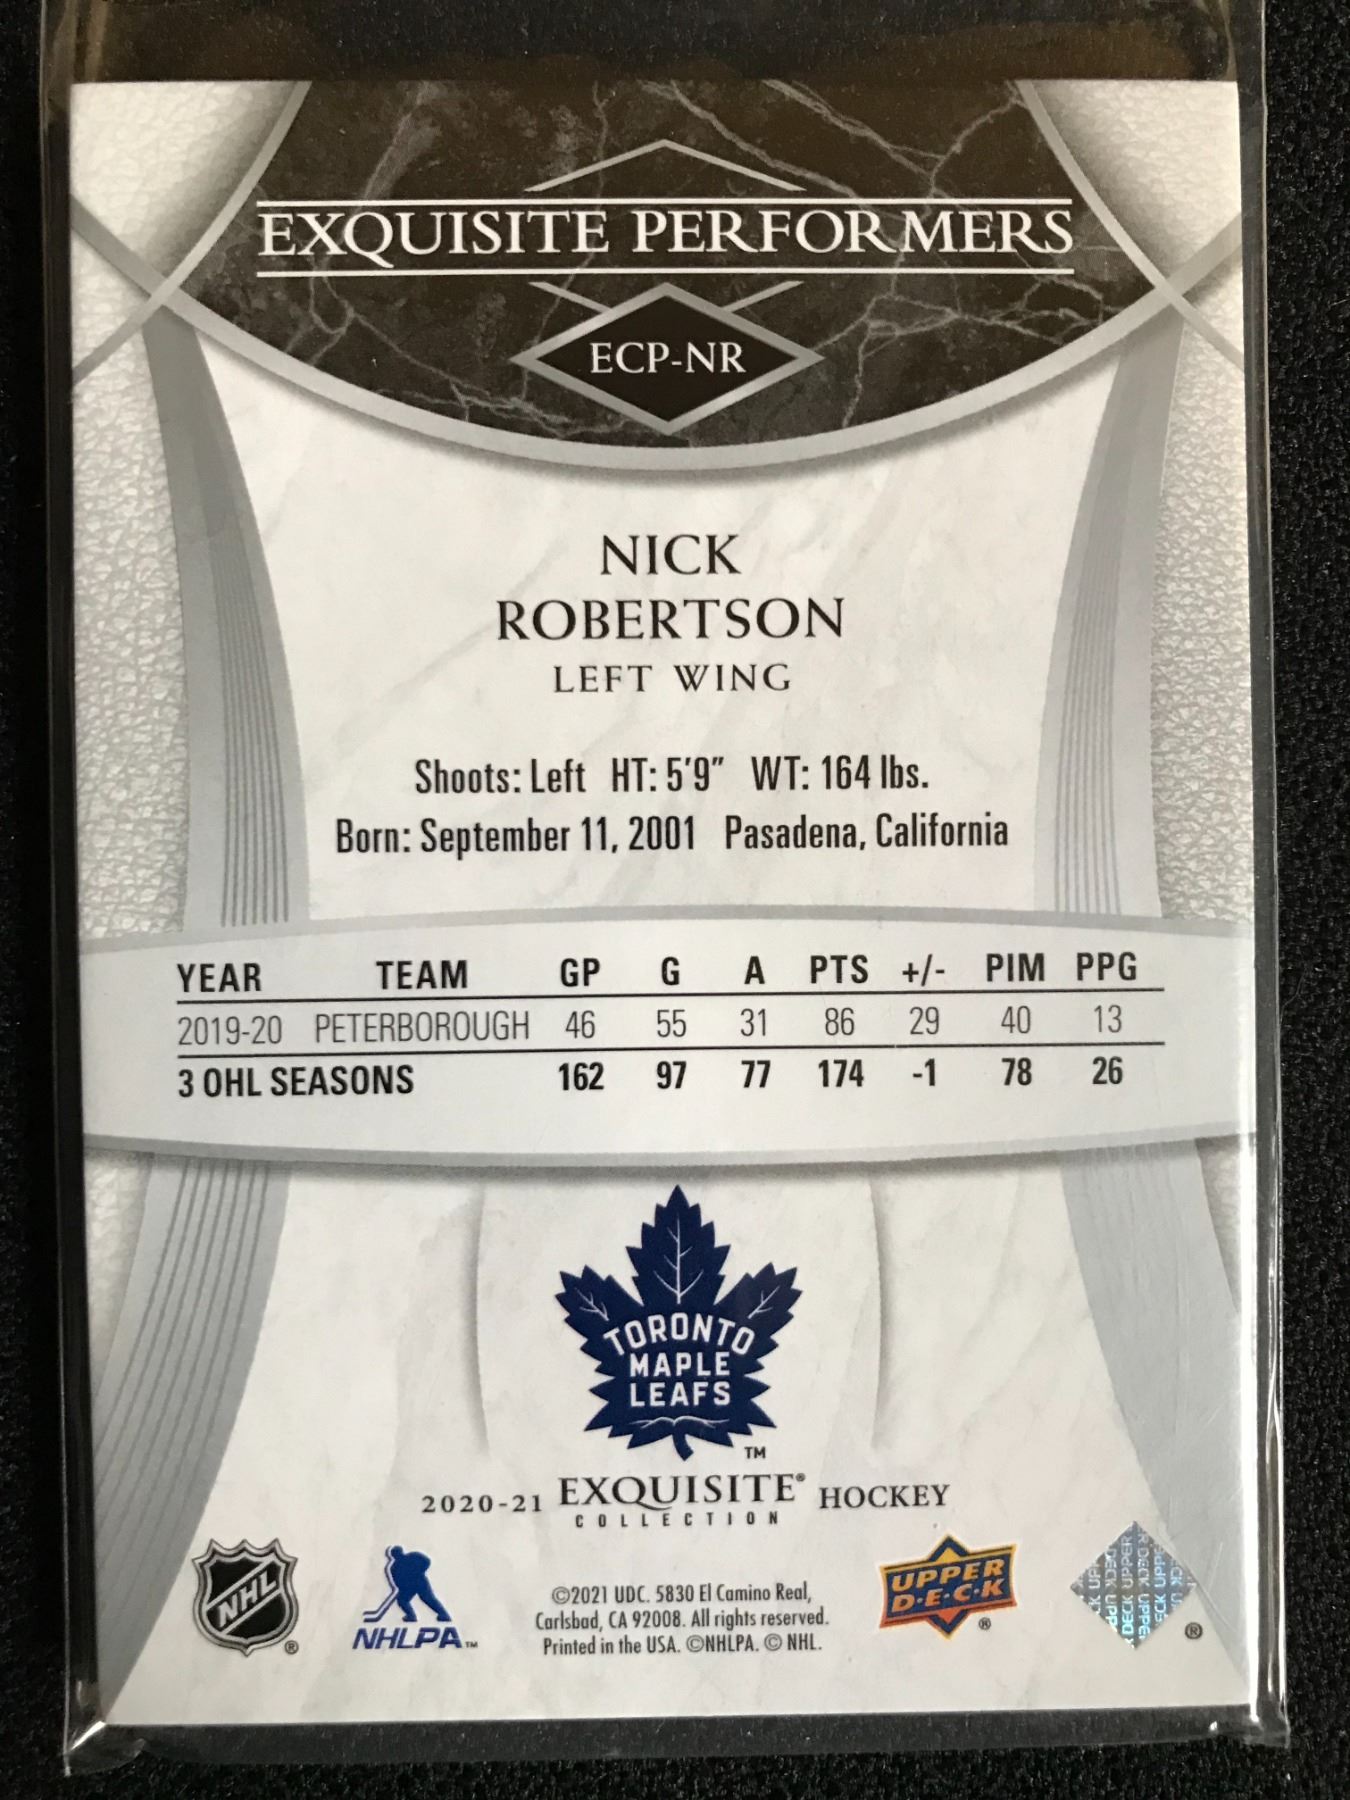 EXQUISITE PERFORMERS
ECP-NR
NICK
ROBERTSON
LEFT WING
Shoots: Left HT: 5'9" WT: 164 lbs.
Born: September 11, 2001 Pasadena, California
YEAR TEAM GP G A PTS +/- PIM PPG
2019-20 PETERBOROUGH 46 55 31 86 29 40 13
3 OHL SEASONS 162 97 77 174 -1 78 26
TORONTO
MAPLE
LEAFS
TM
2020-21 EXQUISITE® HOCKEY
COLLECTION
NHL ®
NHLPA TM
©2021 UDC. 5830 El Camino Real,
Carlsbad, CA 92008. All rights reserved.
Printed in the USA. ©NHLPA. © NHL.
UPPER
D·E·C·K
®
UPPER DECK
®